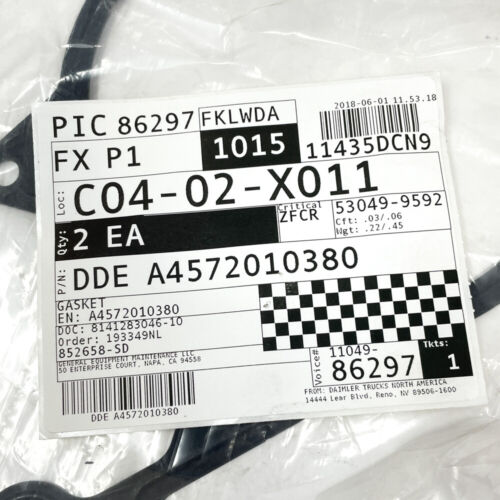 2018-06-01 11.53.18
PIC 86297 FKLWDA
FX P1 1015 11435DCN9
Loc: C04-02-X011
Qty: 2 EA Critical ZFCR 53049-9592
Cft: .03/.06
Wgt: .22/.45
P/N: DDE A4572010380
GASKET
EN: A4572010380
DOC: 8141283046-10
Order: 193349NL
852658-SD
GENERAL EQUIPMENT MAINTENANCE LLC
50 ENTERPRISE COURT, NAPA, CA 94558
Voice# 11049-
86297
Tkts:
1
DDE A4572010380
FROM: DAIMLER TRUCKS NORTH AMERICA
14444 Lear Blvd, Reno, NV 89506-1600